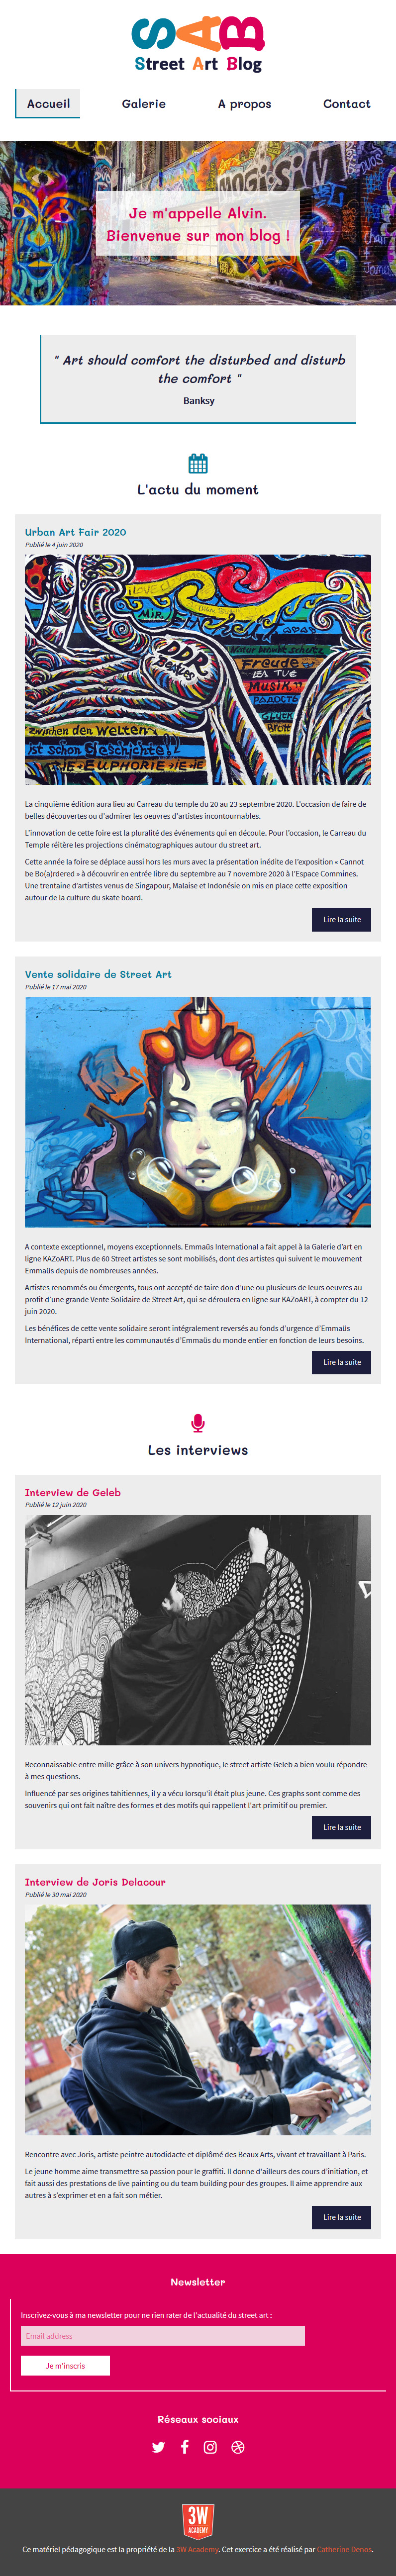 SAB
Street Art Blog
Accueil Galerie A propos Contact
Je m'appelle Alvin.
Bienvenue sur mon blog !
" Art should comfort the disturbed and disturb
the comfort "
Banksy
L'actu du moment
Urban Art Fair 2020
Publié le 4 juin 2020
DDR
Beatles
Freude
MUSIK
Zwischen den Welten
ist schon Geschichte!
EUPHORIE
La cinquième édition aura lieu au Carreau du temple du 20 au 23 septembre 2020. L'occasion de faire de
belles découvertes ou d'admirer les oeuvres d'artistes incontournables.
L'innovation de cette foire est la pluralité des événements qui en découle. Pour l'occasion, le Carreau du
Temple réitère les projections cinématographiques autour du street art.
Cette année la foire se déplace aussi hors les murs avec la présentation inédite de l'exposition « Cannot
be Bo(a)rdered » à découvrir en entrée libre du septembre au 7 novembre 2020 à l'Espace Commines.
Une trentaine d'artistes venus de Singapour, Malaise et Indonésie on mis en place cette exposition
autour de la culture du skate board.
Lire la suite
Vente solidaire de Street Art
Publié le 17 mai 2020
A contexte exceptionnel, moyens exceptionnels. Emmaüs International a fait appel à la Galerie d'art en
ligne KAZoART. Plus de 60 Street artistes se sont mobilisés, dont des artistes qui suivent le mouvement
Emmaüs depuis de nombreuses années.
Artistes renommés ou émergents, tous ont accepté de faire don d'une ou plusieurs de leurs oeuvres au
profit d'une grande Vente Solidaire de Street Art, qui se déroulera en ligne sur KAZoART, à compter du 12
juin 2020.
Les bénéfices de cette vente solidaire seront intégralement reversés au fonds d'urgence d'Emmaüs
International, réparti entre les communautés d'Emmaüs du monde entier en fonction de leurs besoins.
Lire la suite
Les interviews
Interview de Geleb
Publié le 12 juin 2020
Reconnaissable entre mille grâce à son univers hypnotique, le street artiste Geleb a bien voulu répondre
à mes questions.
Influencé par ses origines tahitiennes, il y a vécu lorsqu'il était plus jeune. Ces graphs sont comme des
souvenirs qui ont fait naître des formes et des motifs qui rappellent l'art primitif ou premier.
Lire la suite
Interview de Joris Delacour
Publié le 30 mai 2020
Rencontre avec Joris, artiste peintre autodidacte et diplômé des Beaux Arts, vivant et travaillant à Paris.
Le jeune homme aime transmettre sa passion pour le graffiti. Il donne d'ailleurs des cours d'initiation, et
fait aussi des prestations de live painting ou du team building pour des groupes. Il aime apprendre aux
autres à s'exprimer et en a fait son métier.
Lire la suite
Newsletter
Inscrivez-vous à ma newsletter pour ne rien rater de l'actualité du street art :
Email address
Je m'inscris
Réseaux sociaux
3W
ACADEMY
Ce matériel pédagogique est la propriété de la 3W Academy. Cet exercice a été réalisé par Catherine Denos.